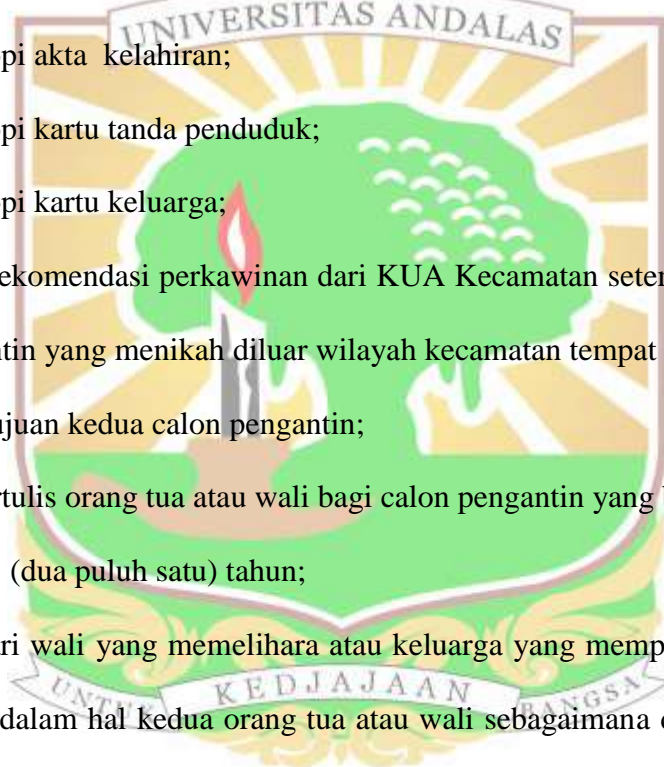 UNIVERSITAS ANDALAS
pi akta kelahiran;
pi kartu tanda penduduk;
pi kartu keluarga;
ekomendasi perkawinan dari KUA Kecamatan seter
ntin yang menikah diluar wilayah kecamatan tempat
ujuan kedua calon pengantin;
rtulis orang tua atau wali bagi calon pengantin yang
(dua puluh satu) tahun;
ri wali yang memelihara atau keluarga yang memp
UNTUK KEDJAJAAN BANGSA
dalam hal kedua orang tua atau wali sebagaimana